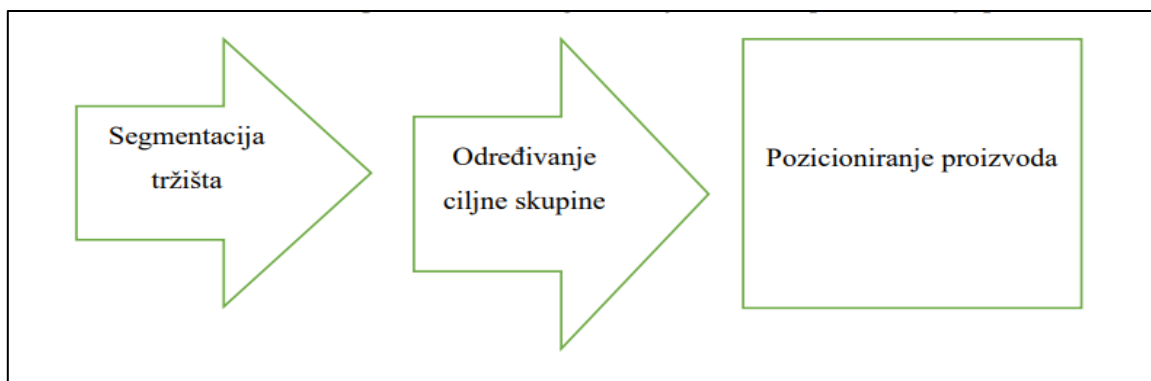 Segmentacija
tržišta
Određivanje
ciljne skupine
Pozicioniranje proizvoda